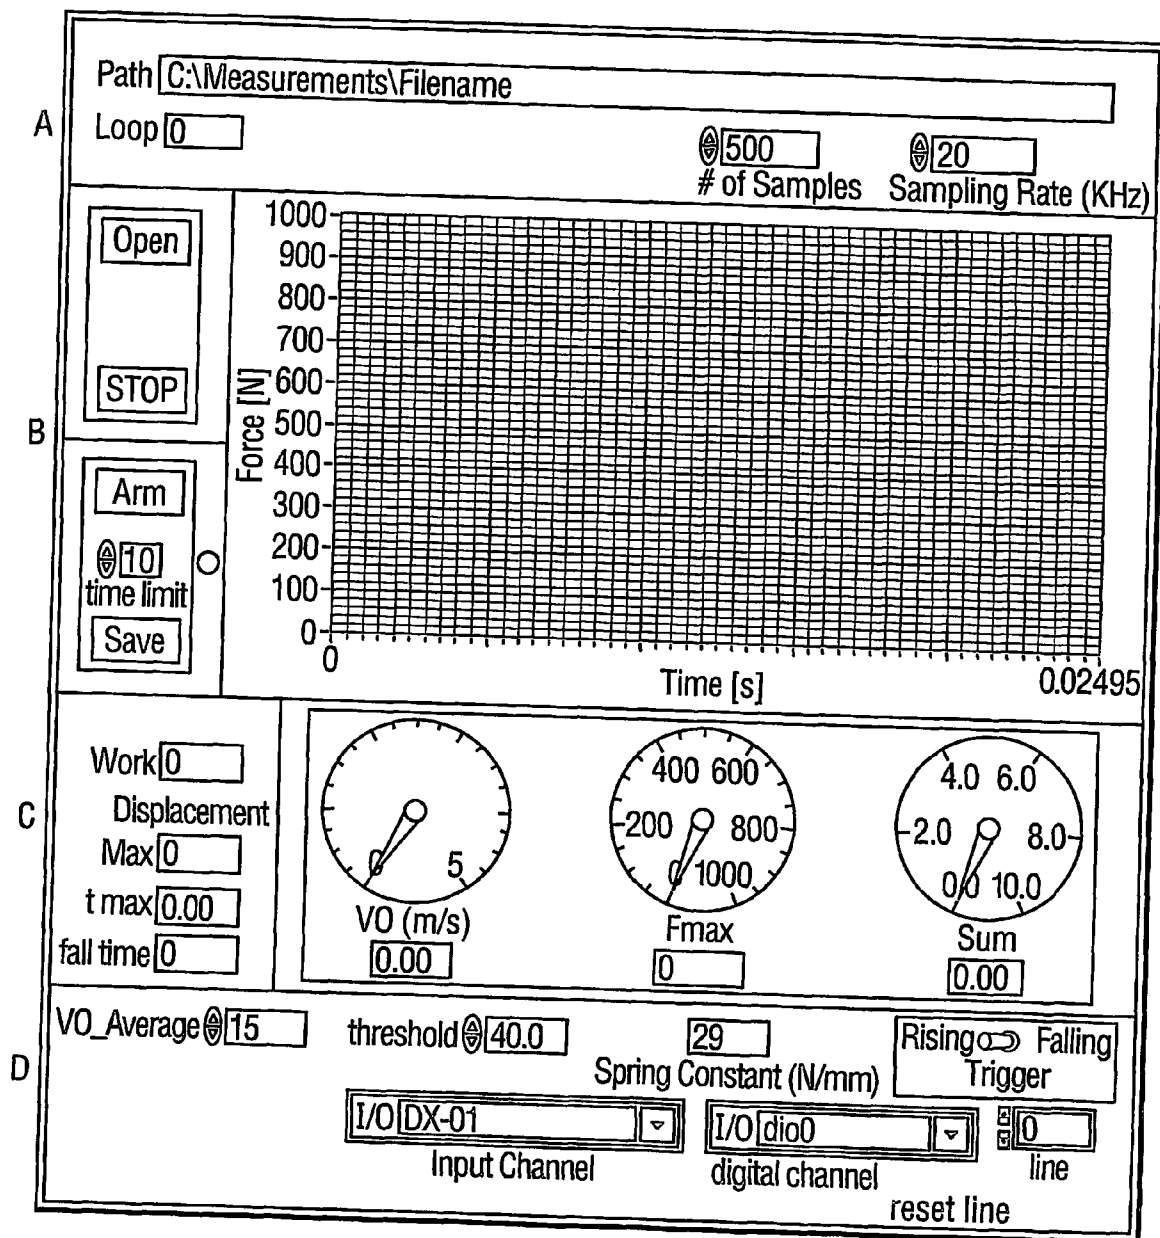 Path C:\Measurements\Filename
A
Loop 0
500 20
# of Samples Sampling Rate (KHz)
Open
STOP
B
Arm
10
time limit
Save
1000
900
800
700
600
500
400
300
200
100
0
Force [N]
0 Time [s] 0.02495
C
Work 0
Displacement
Max 0
t max 0.00
fall time 0
0 5
VO (m/s)
0.00
400 600
200 800
0 1000
Fmax
0
4.0 6.0
2.0 8.0
0.0 10.0
Sum
0.00
D
VO_Average 15 threshold 40.0 29 Rising Falling
Spring Constant (N/mm) Trigger
I/O DX-01 I/O dio0 0
Input Channel digital channel line
reset line